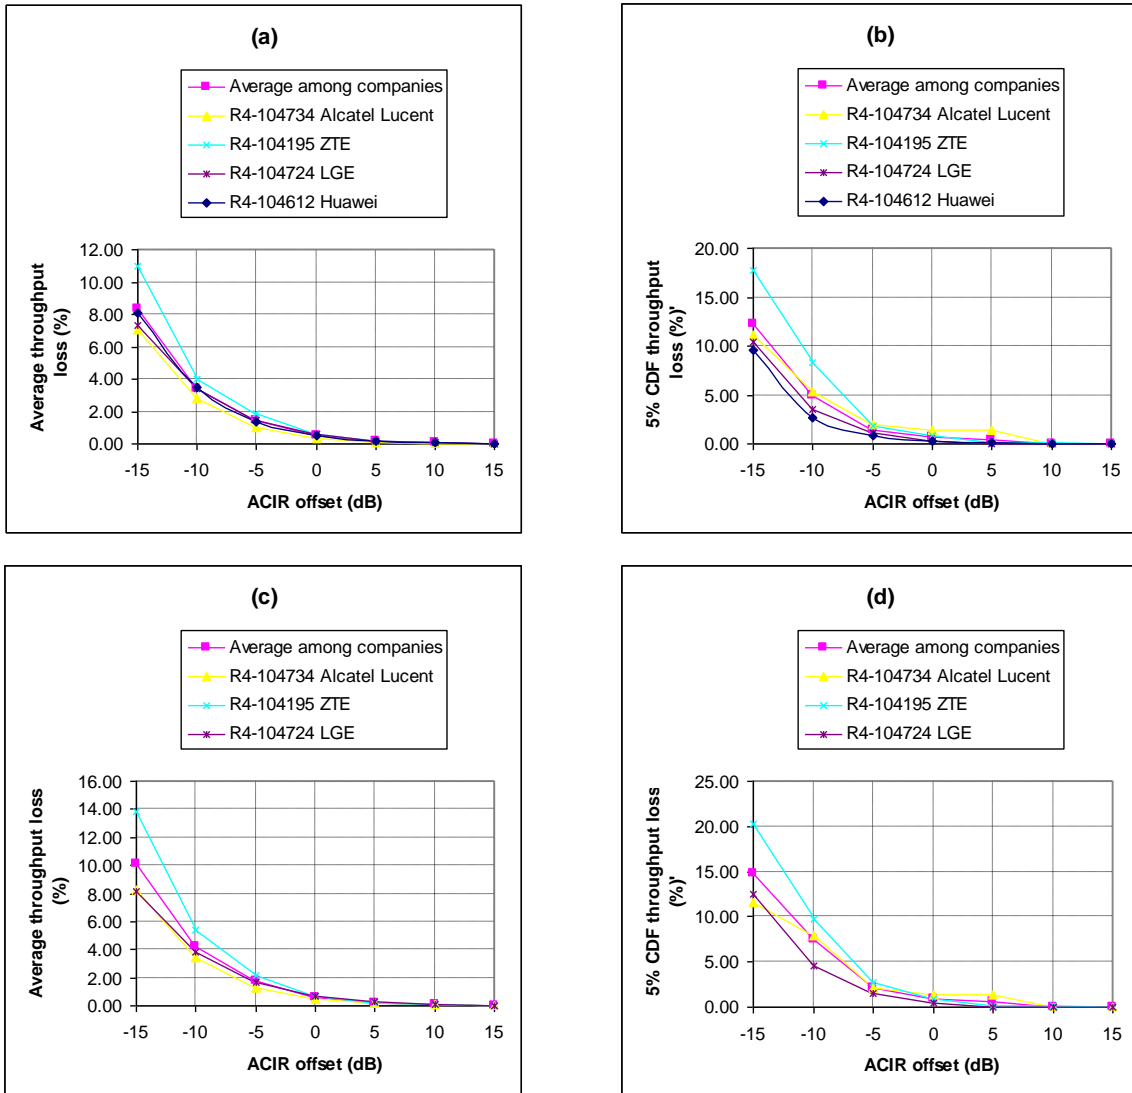 (a)
Average among companies
R4-104734 Alcatel Lucent
R4-104195 ZTE
R4-104724 LGE
R4-104612 Huawei
Average throughput
loss (%)
12.00
10.00
8.00
6.00
4.00
2.00
0.00
-15 -10 -5 0 5 10 15
ACIR offset (dB)
(b)
Average among companies
R4-104734 Alcatel Lucent
R4-104195 ZTE
R4-104724 LGE
R4-104612 Huawei
5% CDF throughput
loss (%)'
20.00
15.00
10.00
5.00
0.00
-15 -10 -5 0 5 10 15
ACIR offset (dB)
(c)
Average among companies
R4-104734 Alcatel Lucent
R4-104195 ZTE
R4-104724 LGE
Average throughput loss
(%)
16.00
14.00
12.00
10.00
8.00
6.00
4.00
2.00
0.00
-15 -10 -5 0 5 10 15
ACIR offset (dB)
(d)
Average among companies
R4-104734 Alcatel Lucent
R4-104195 ZTE
R4-104724 LGE
5% CDF throughput loss
(%)'
25.00
20.00
15.00
10.00
5.00
0.00
-15 -10 -5 0 5 10 15
ACIR offset (dB)